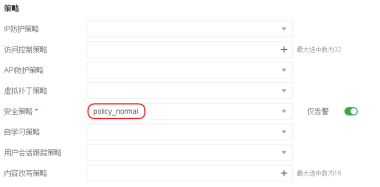 策略
IP防护策略
访问控制策略 最大选中数为32
API防护策略
虚拟补丁策略
安全策略 * policy_normal 仅告警
自学习策略
用户会话跟踪策略
内容改写策略 最大选中数为16